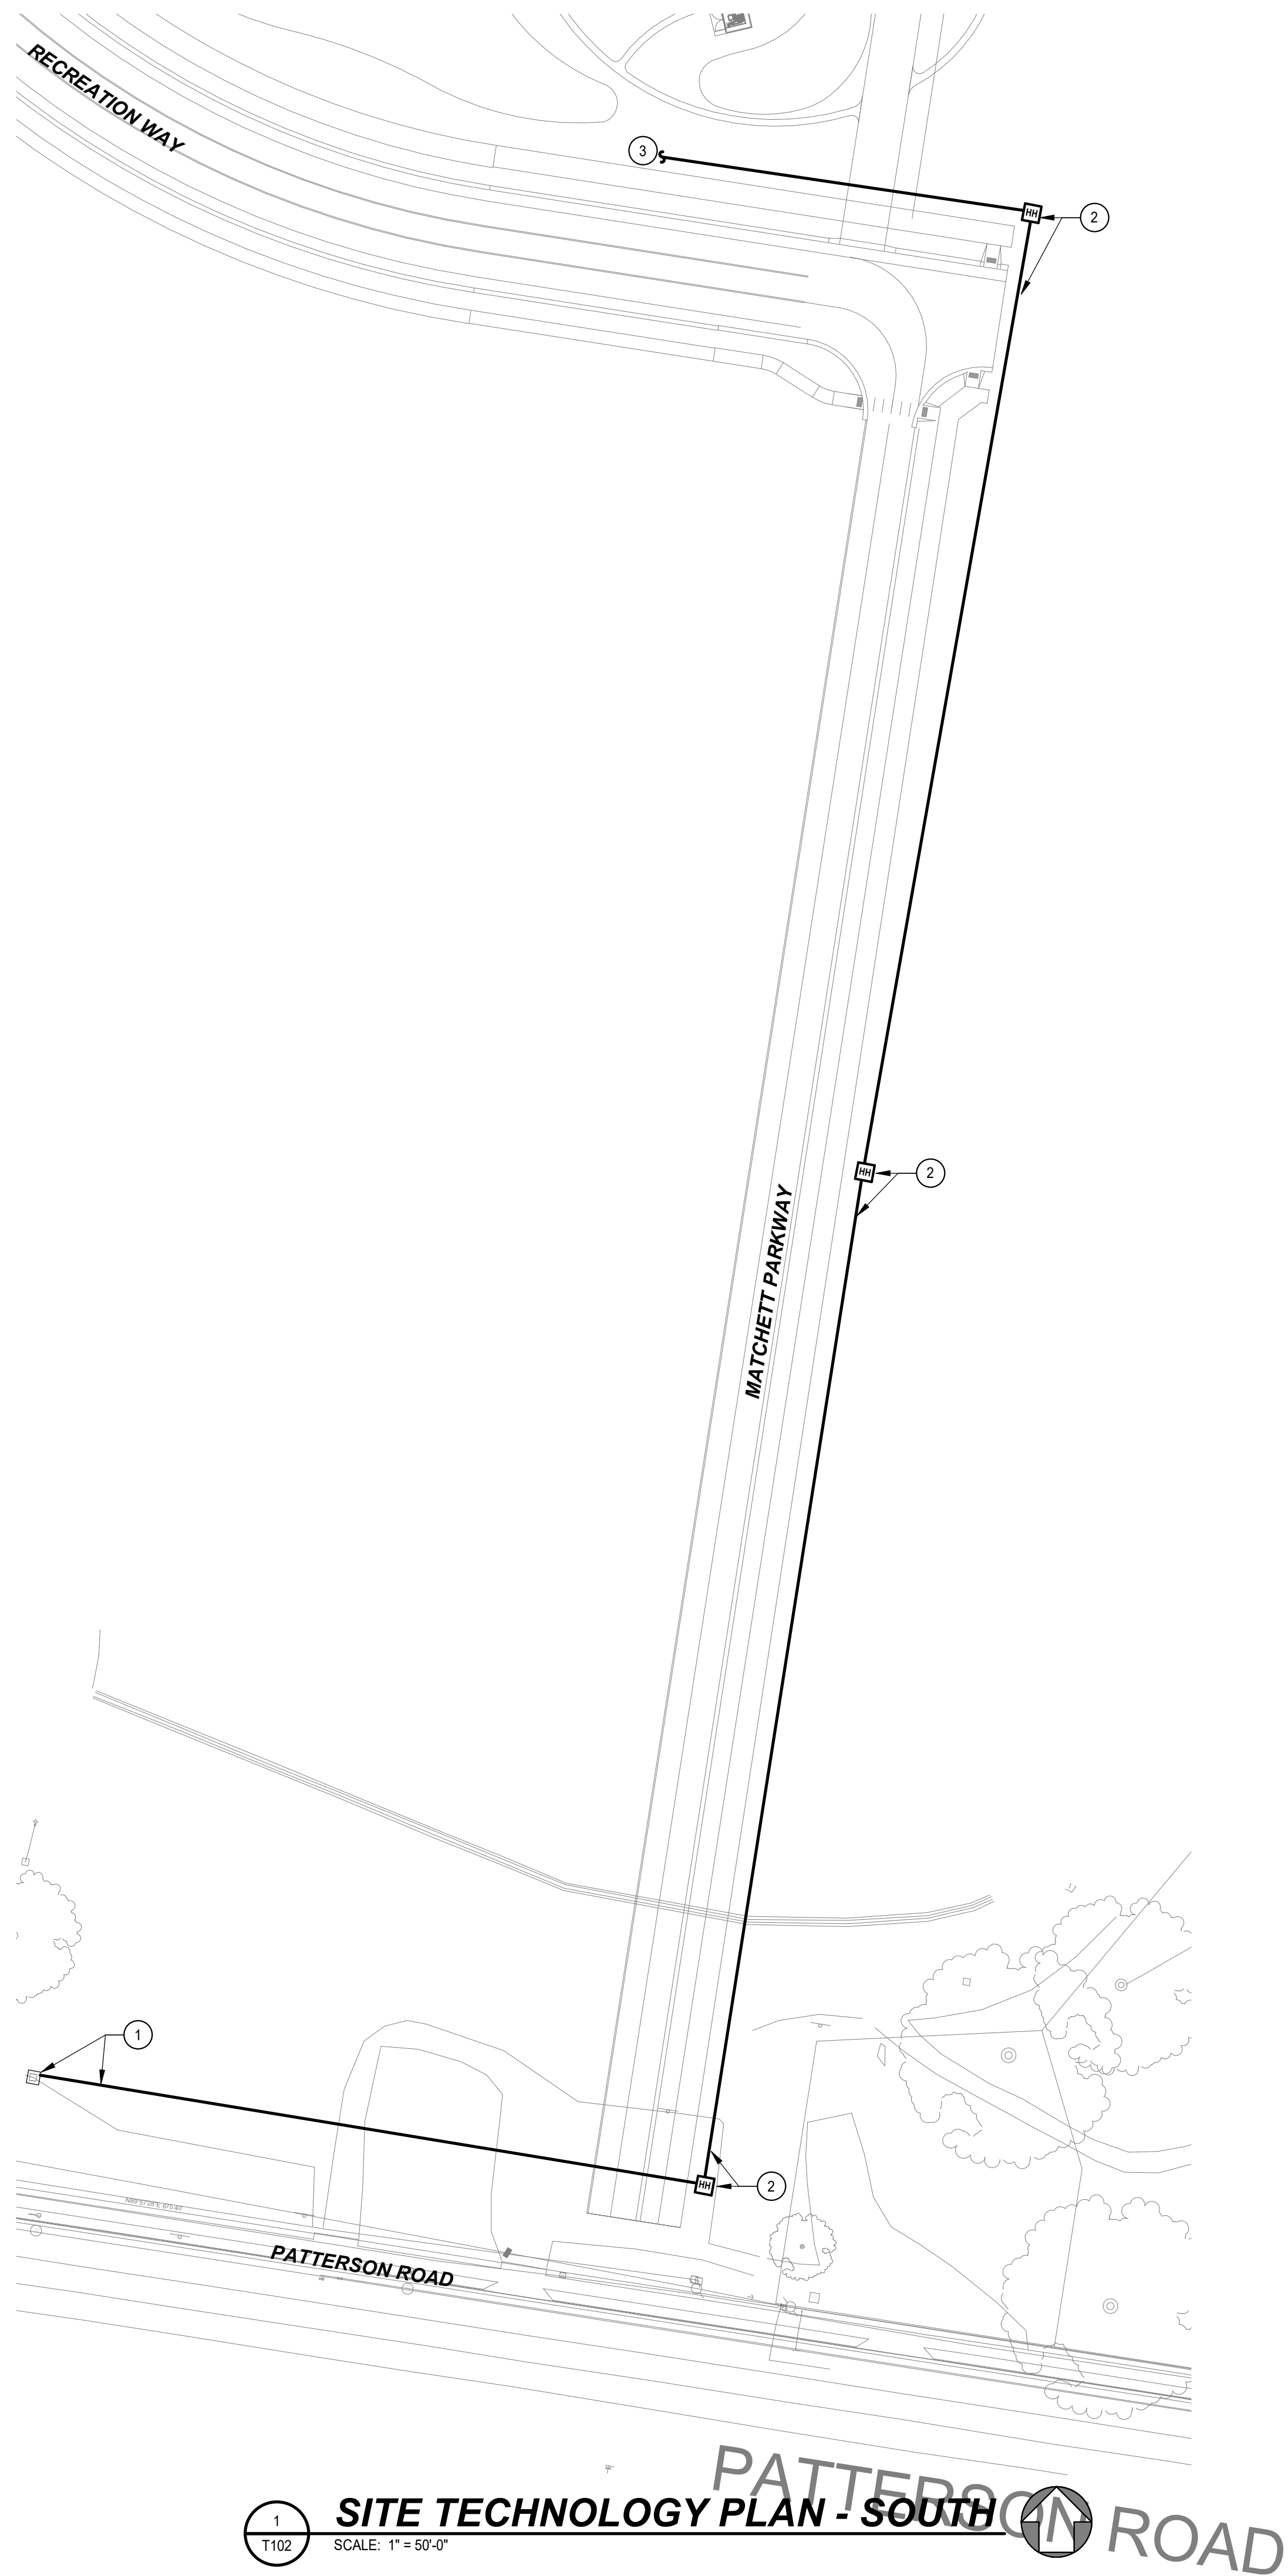 RECREATION WAY
3
HH
2
HH
2
MATCHETT PARKWAY
1
HH
2
PATTERSON ROAD
PATTERSON ROAD
1
T102
SITE TECHNOLOGY PLAN - SOUTH
SCALE: 1" = 50'-0"